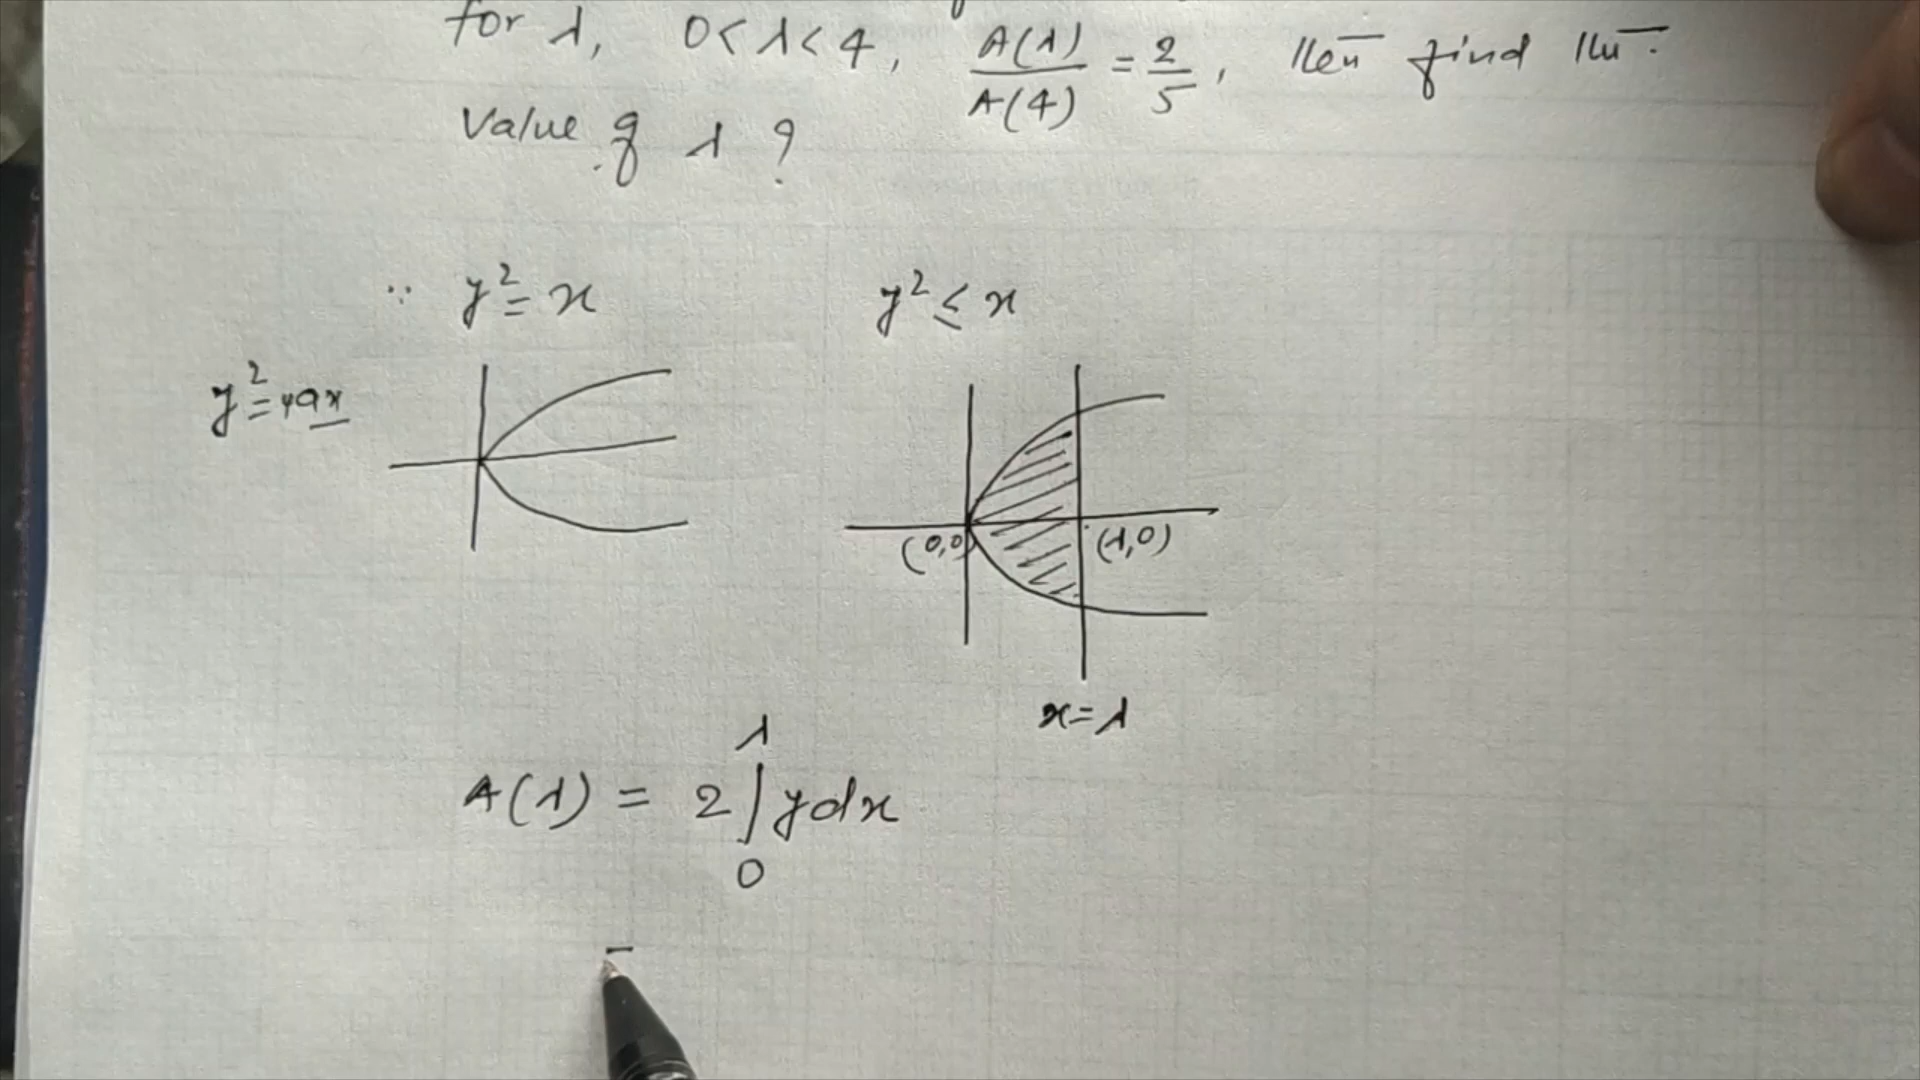 for λ, 0<λ<4, A(λ)/A(4) = 2/5, then find the
Value of λ ?
∵ y² = x
y² ≤ x
y² = 4ax
(0,0)
(λ,0)
x=λ
A(λ) = 2∫₀^λ y dx